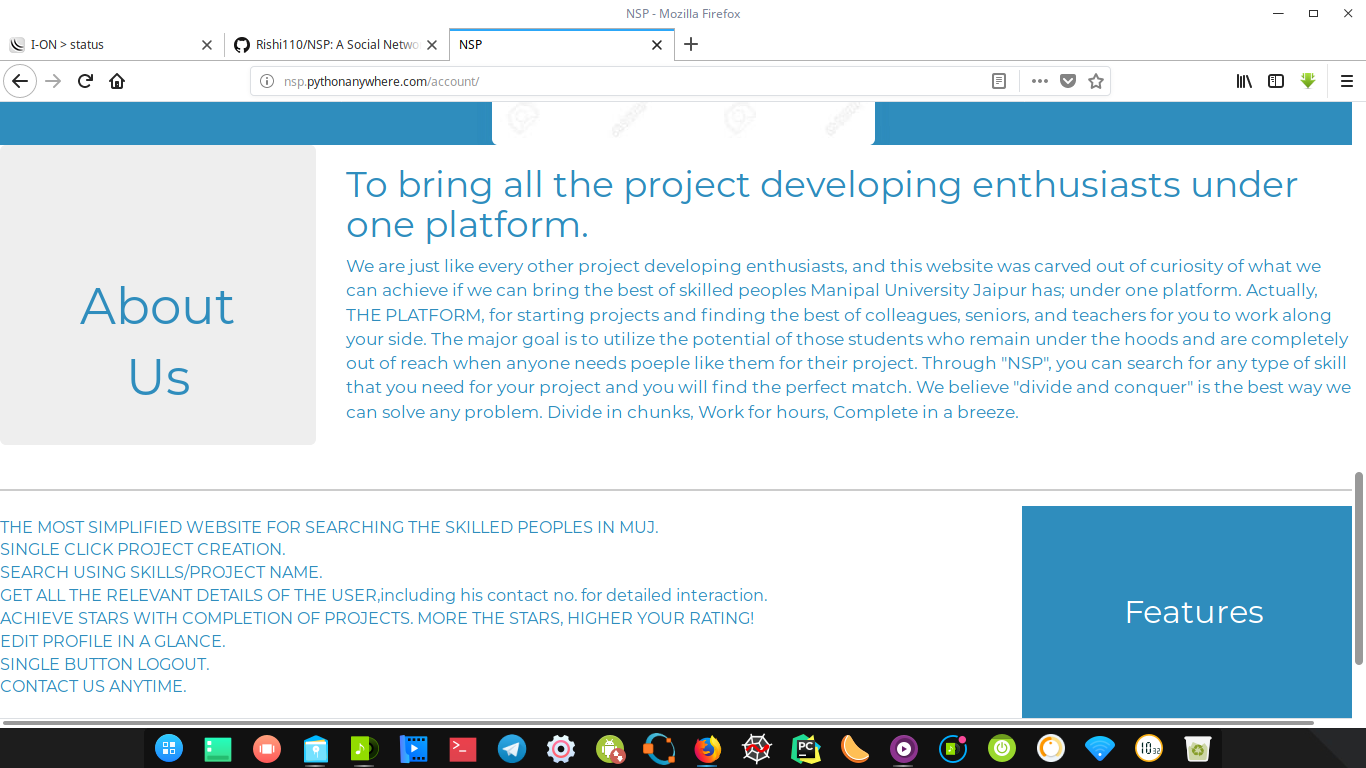 NSP - Mozilla Firefox
I-ON > status
Rishi110/NSP: A Social Netwo
NSP
nsp.pythonanywhere.com/account/
To bring all the project developing enthusiasts under
one platform.
About
Us
We are just like every other project developing enthusiasts, and this website was carved out of curiosity of what we
can achieve if we can bring the best of skilled peoples Manipal University Jaipur has; under one platform. Actually,
THE PLATFORM, for starting projects and finding the best of colleagues, seniors, and teachers for you to work along
your side. The major goal is to utilize the potential of those students who remain under the hoods and are completely
out of reach when anyone needs poeple like them for their project. Through "NSP", you can search for any type of skill
that you need for your project and you will find the perfect match. We believe "divide and conquer" is the best way we
can solve any problem. Divide in chunks, Work for hours, Complete in a breeze.
THE MOST SIMPLIFIED WEBSITE FOR SEARCHING THE SKILLED PEOPLES IN MUJ.
SINGLE CLICK PROJECT CREATION.
SEARCH USING SKILLS/PROJECT NAME.
GET ALL THE RELEVANT DETAILS OF THE USER,including his contact no. for detailed interaction.
ACHIEVE STARS WITH COMPLETION OF PROJECTS. MORE THE STARS, HIGHER YOUR RATING!
EDIT PROFILE IN A GLANCE.
SINGLE BUTTON LOGOUT.
CONTACT US ANYTIME.
Features
PC
10 32